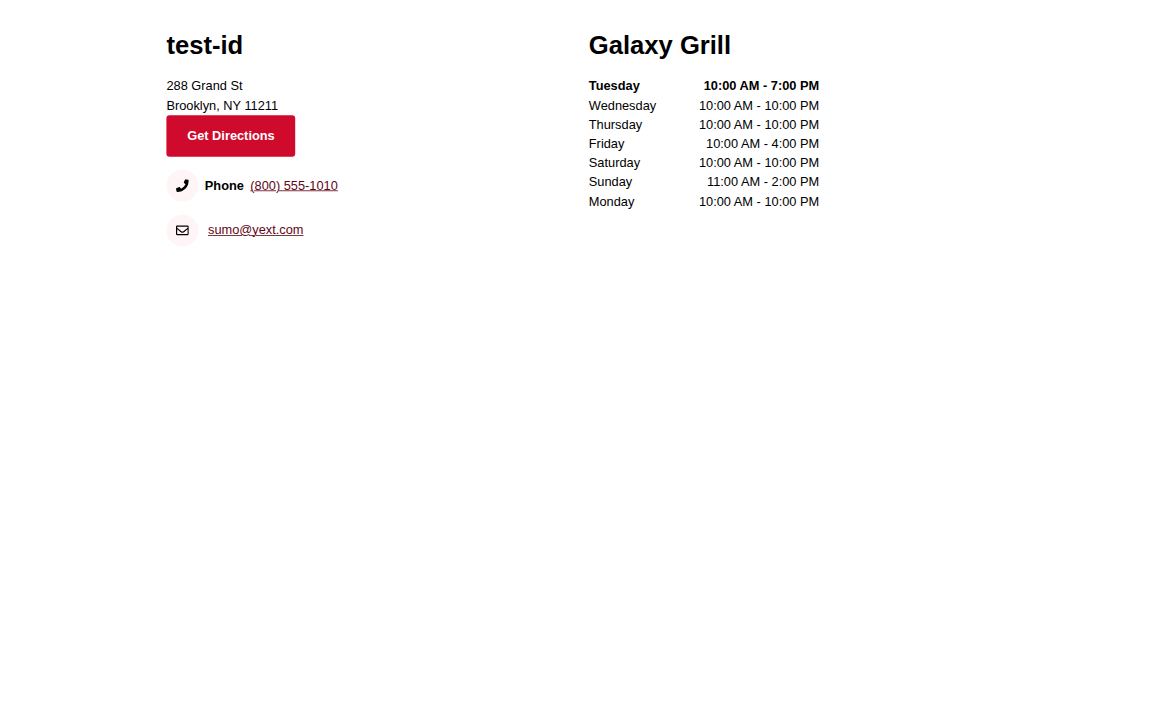 test-id
288 Grand St
Brooklyn, NY 11211
Get Directions
Phone (800) 555-1010
sumo@yext.com
Galaxy Grill
Tuesday 10:00 AM - 7:00 PM
Wednesday 10:00 AM - 10:00 PM
Thursday 10:00 AM - 10:00 PM
Friday 10:00 AM - 4:00 PM
Saturday 10:00 AM - 10:00 PM
Sunday 11:00 AM - 2:00 PM
Monday 10:00 AM - 10:00 PM